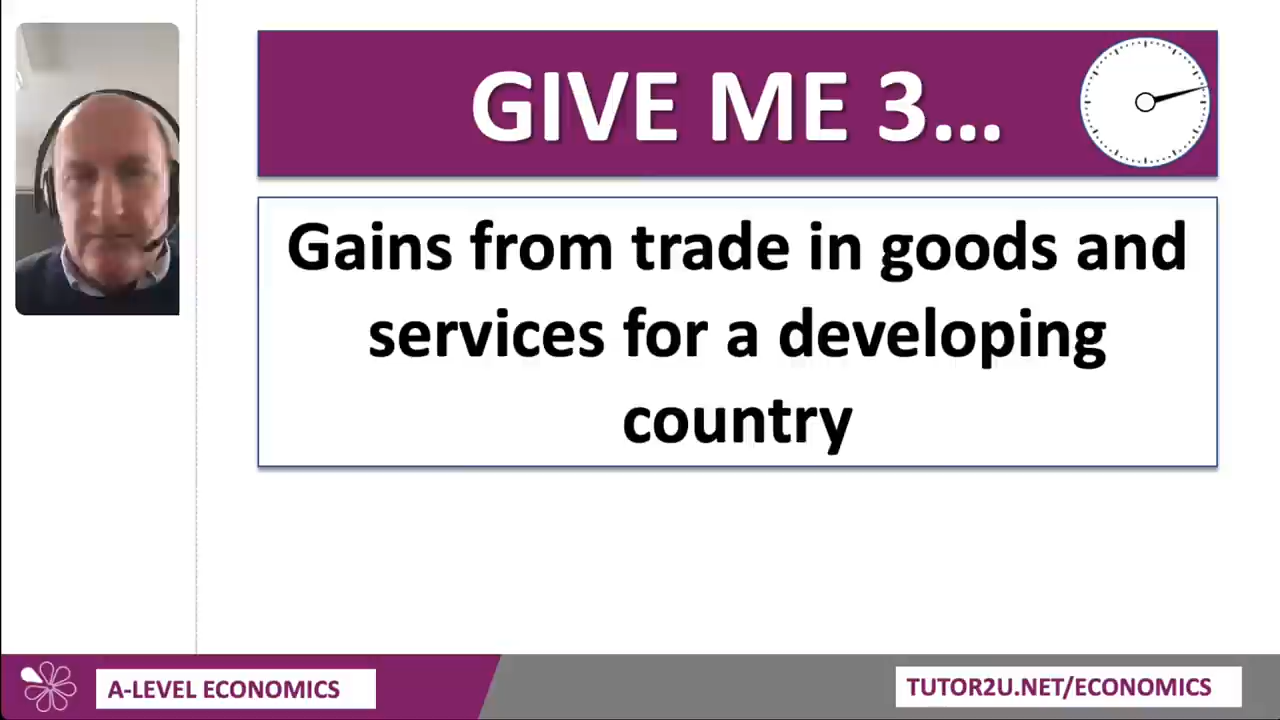 GIVE ME 3...
Gains from trade in goods and
services for a developing
country
A-LEVEL ECONOMICS
TUTOR2U.NET/ECONOMICS